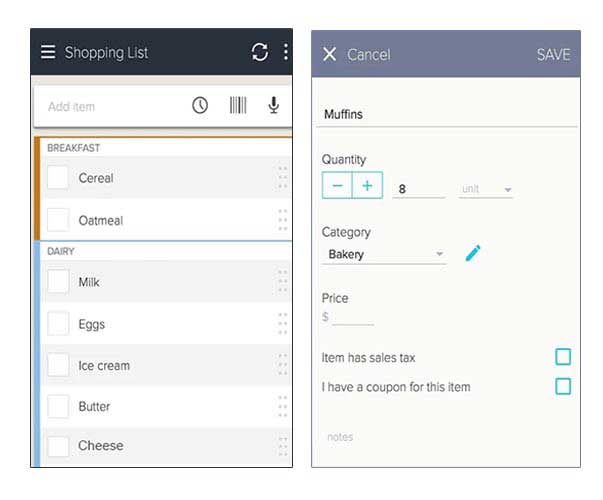 Shopping List
Add item
BREAKFAST
Cereal
Oatmeal
DAIRY
Milk
Eggs
Ice cream
Butter
Cheese
Cancel SAVE
Muffins
Quantity
− + 8 unit
Category
Bakery
Price
$
Item has sales tax
I have a coupon for this item
notes